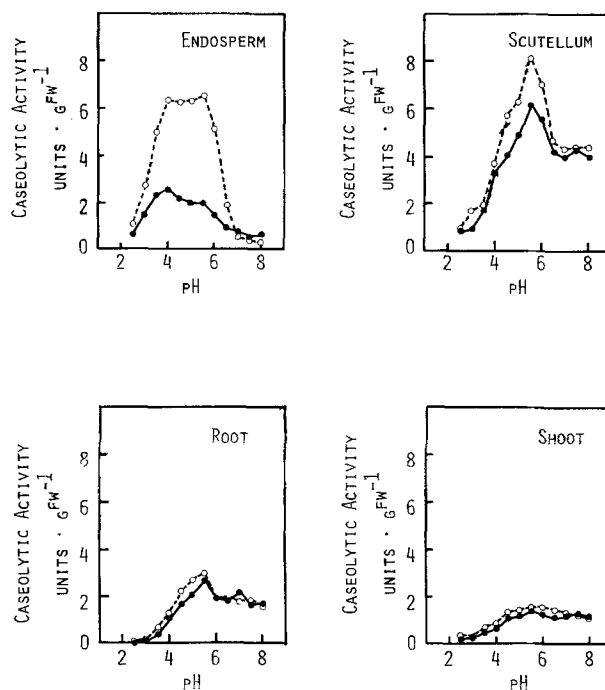 ENDOSPERM
CASEOLYTIC ACTIVITY
UNITS · GFW-1
8
6
4
2
0
2 4 6 8
PH
SCUTELLUM
CASEOLYTIC ACTIVITY
UNITS · GFW-1
8
6
4
2
0
2 4 6 8
PH
ROOT
CASEOLYTIC ACTIVITY
UNITS · GFW-1
8
6
4
2
0
2 4 6 8
PH
SHOOT
CASEOLYTIC ACTIVITY
UNITS · GFW-1
8
6
4
2
0
2 4 6 8
PH